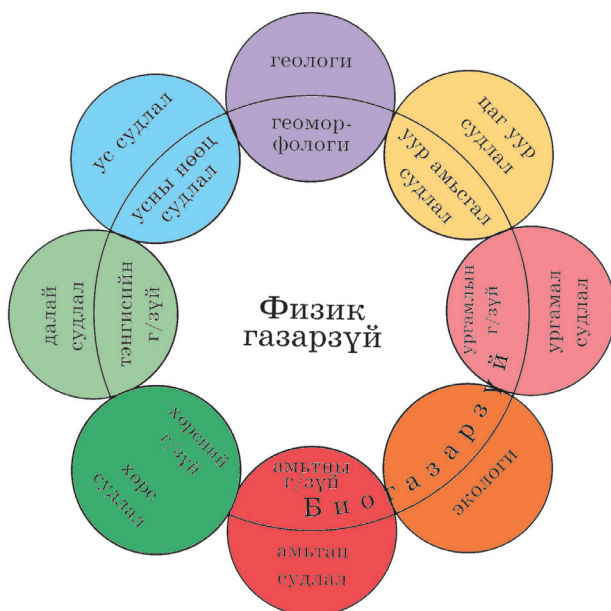 геологи
геомор-
фологи
цаг уур
судлал
уур амьсгал
судлал
ургамлын
г/зүй
ургамал
судлал
экологи
Биогазарзүй
амьтны
г/зүй
амьтан
судлал
хөрсний
г/зүй
хөрс
судлал
тэнгисийн
г/зүй
далай
судлал
ус судлал
усны нөөц
судлал
Физик
газарзүй